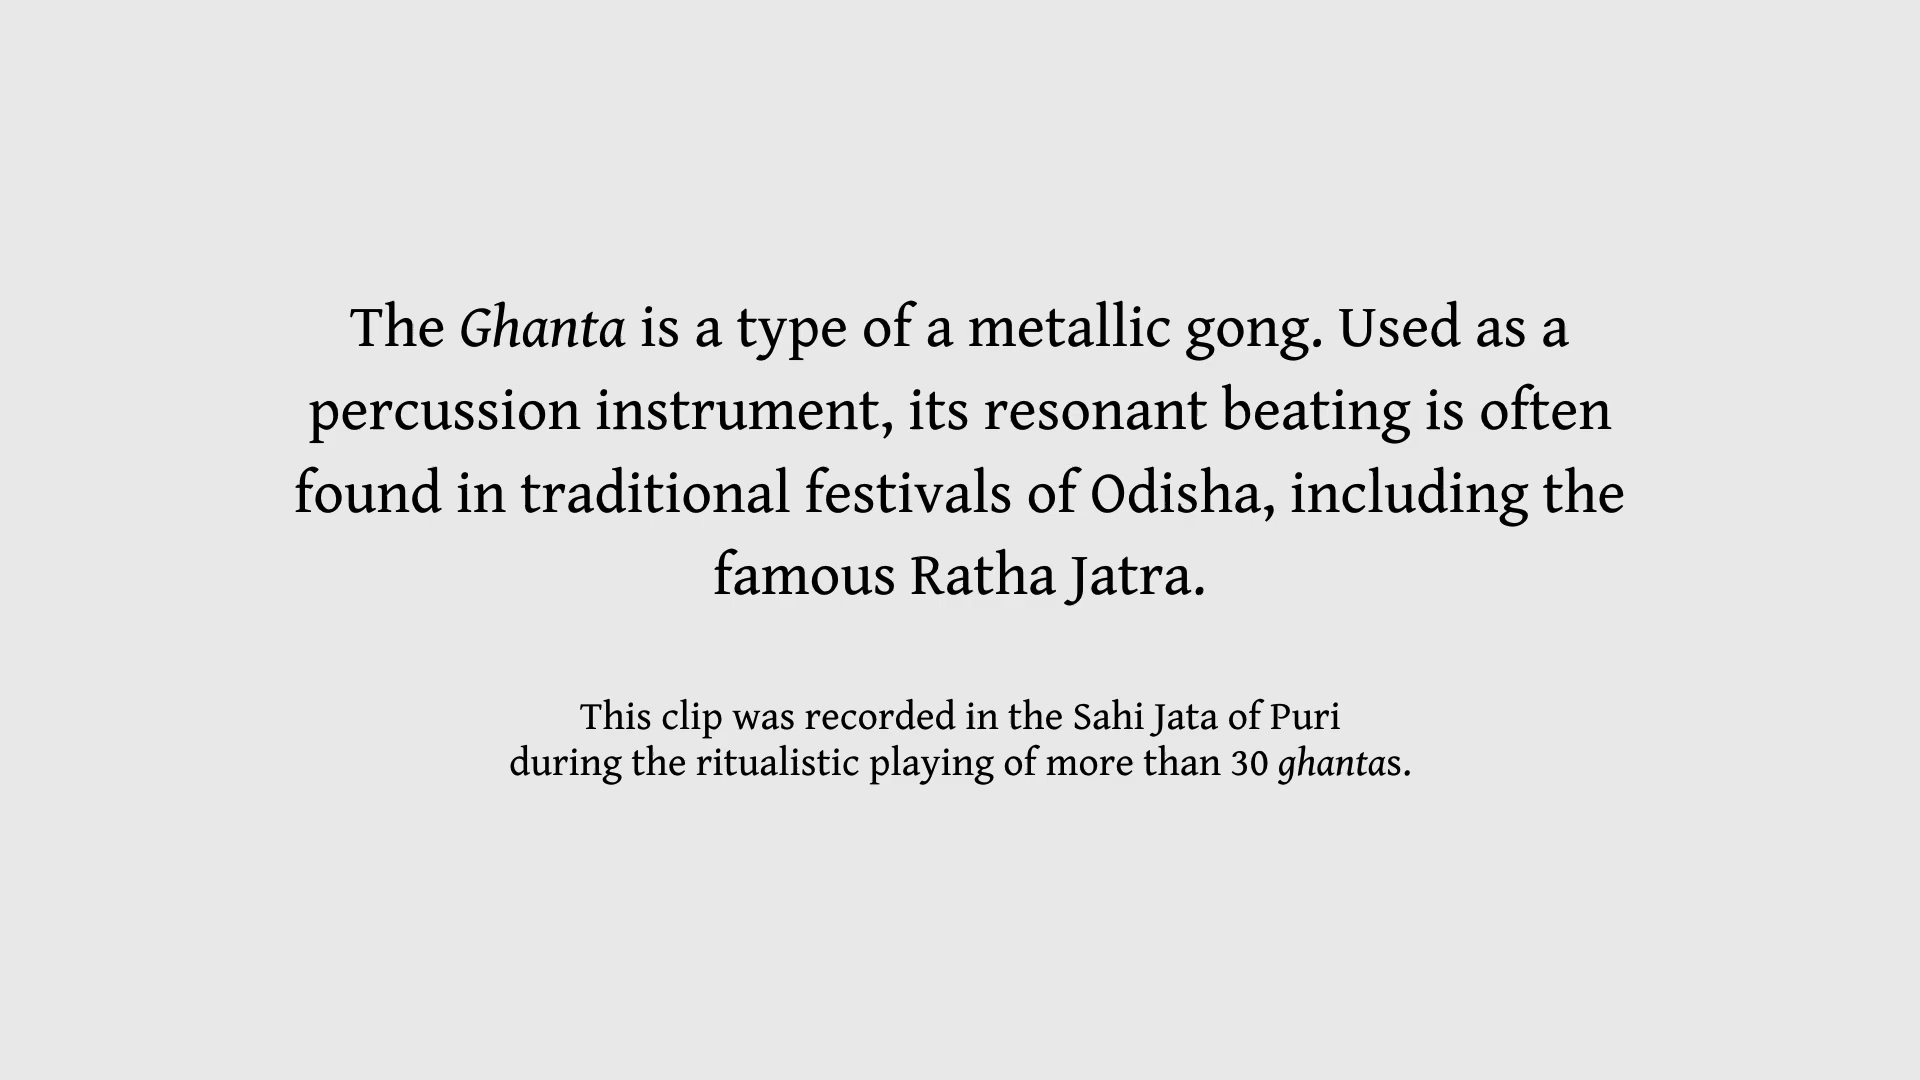 The Ghanta is a type of a metallic gong. Used as a
percussion instrument, its resonant beating is often
found in traditional festivals of Odisha, including the
famous Ratha Jatra.
This clip was recorded in the Sahi Jata of Puri
during the ritualistic playing of more than 30 ghantas.